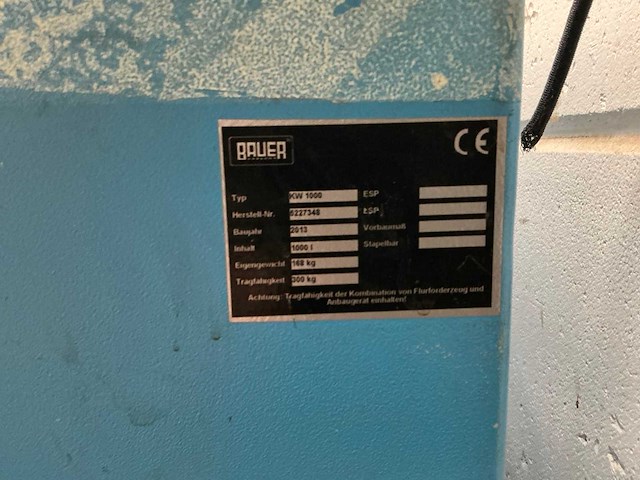 BAUER
CE
Typ KW 1000 ESP
Herstell-Nr. 6227348 ESP
Baujahr 2013 Vorbaumaß
Inhalt 1000 l Stapelbar
Eigengewicht 168 kg
Tragfähigkeit 300 kg
Achtung: Tragfähigkeit der Kombination von Flurförderzeug und
Anbaugerät einhalten!